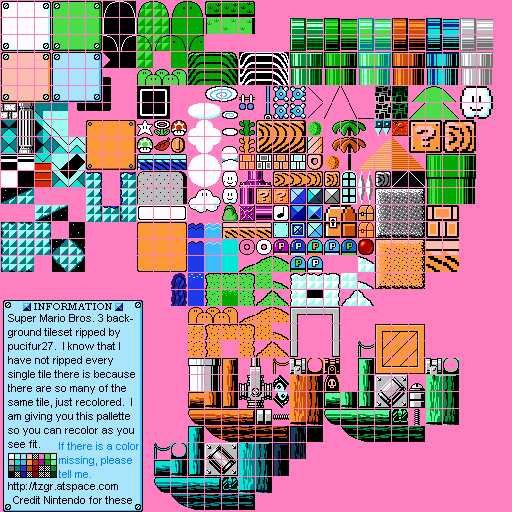 INFORMATION
Super Mario Bros. 3 back-
ground tileset ripped by
pucifur27. I know that I
have not ripped every
single tile there is because
there are so many of the
same tile, just recolored. I
am giving you this pallette
so you can recolor as you
see fit.
If there is a color
missing, please
tell me.
http://tzgr.atspace.com
Credit Nintendo for these
P P P P
P P